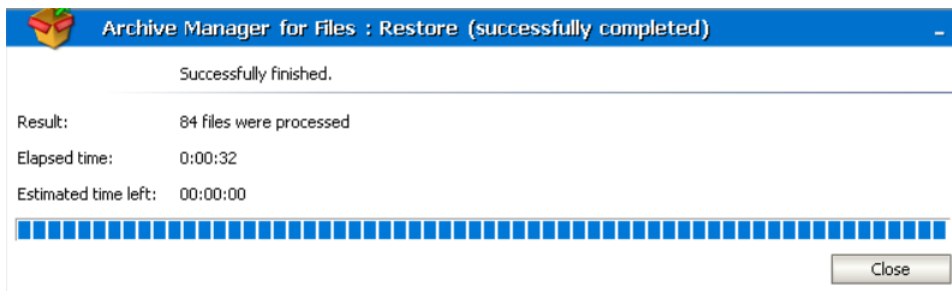 Archive Manager for Files : Restore (successfully completed)
Successfully finished.
Result: 84 files were processed
Elapsed time: 0:00:32
Estimated time left: 00:00:00
Close